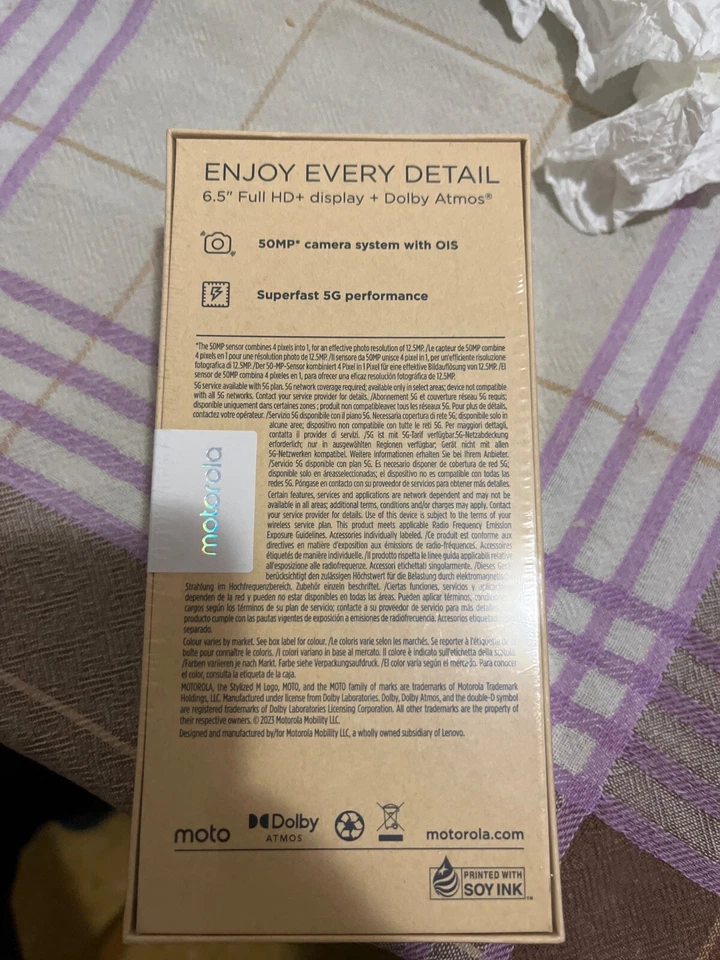 ENJOY EVERY DETAIL
6.5" Full HD+ display + Dolby Atmos®
50MP* camera system with OIS
Superfast 5G performance
*The 50MP sensor combines 4 pixels into 1, for an effective photo resolution of 12.5MP. /Le capteur de 50MP combine
4 pixels en 1 pour une résolution photo de 12.5MP. /Il sensore da 50MP unisce 4 pixel in 1, per un'efficiente risoluzione
fotografica di 12.5MP. /Der 50-MP-Sensor kombiniert 4 Pixel in 1 Pixel für eine effektive Bildauflösung von 12.5MP. /El
sensor de 50MP combina 4 píxeles en 1, para ofrecer una eficaz resolución fotográfica de 12.5MP.
5G service available with 5G plan. 5G network coverage required; available only in select areas; device not compatible
with all 5G networks. Contact your service provider for details. /Abonnement 5G et couverture réseau 5G requis;
disponible uniquement dans certaines zones ; produit non compatibleavec tous les réseaux 5G. Pour plus de détails,
contactez votre opérateur. /Servizio 5G disponibile con il piano 5G. Necessaria copertura di rete 5G; disponibile solo in
alcune aree; dispositivo non compatibile con tutte le reti 5G. Per maggiori dettagli,
contatta il provider di servizi. /5G ist mit 5G-Tarif verfügbar.5G-Netzabdeckung
erforderlich; nur in ausgewählten Regionen verfügbar; Gerät nicht mit allen
5G-Netzwerken kompatibel. Weitere Informationen erhalten Sie bei Ihrem Anbieter.
/Servicio 5G disponible con plan 5G. Es necesario disponer de cobertura de red 5G;
disponible solo en áreasseleccionadas; el dispositivo no es compatible con todas las
redes 5G. Póngase en contacto con su proveedor de servicios para obtener más detalles.
Certain features, services and applications are network dependent and may not be
available in all areas; additional terms, conditions and/or charges may apply. Contact
your service provider for details. Use of this device is subject to the terms of your
wireless service plan. This product meets applicable Radio Frequency Emission
Exposure Guidelines. Accessories individually labeled. /Ce produit est conforme aux
directives en matière d'exposition aux émissions de radio-fréquences. Accessoires
étiquetés de manière individuelle. /Il prodotto rispetta le linee guida applicabili relative
all'esposizione alle radiofrequenze. Accessori etichettati singolarmente. /Dieses Gerät
berücksichtigt den zulässigen Höchstwert für die Belastung durch elektromagnetische
Strahlung im Hochfrequenzbereich. Zubehör einzeln beschriftet. /Ciertas funciones, servicios y aplicaciones
dependen de la red y pueden no estar disponibles en todas las áreas. Pueden aplicar términos, condiciones
cargos según los términos de su plan de servicio; contacte a su proveedor de servicio para más detalles.
producto cumple con las pautas vigentes de exposición a emisiones de radiofrecuencia. Accesorios etiquetados
separado.
Colour varies by market. See box label for colour. /Le coloris varie selon les marchés. Se reporter à l'étiquette de
boîte pour connaître le coloris. /I colori variano in base al mercato. Il colore è indicato sull'etichetta della scatola.
/Farben variieren je nach Markt. Farbe siehe Verpackungsaufdruck. /El color varía según el mercado. Para conocer
el color, consulta la etiqueta de la caja.
MOTOROLA, the Stylized M Logo, MOTO, and the MOTO family of marks are trademarks of Motorola Trademark
Holdings, LLC. Manufactured under license from Dolby Laboratories. Dolby, Dolby Atmos, and the double-D symbol
are registered trademarks of Dolby Laboratories Licensing Corporation. All other trademarks are the property of
their respective owners. © 2023 Motorola Mobility LLC.
Designed and manufactured by/for Motorola Mobility LLC, a wholly owned subsidiary of Lenovo.
motorola
moto
Dolby
ATMOS
motorola.com
PRINTED WITH
SOY INK